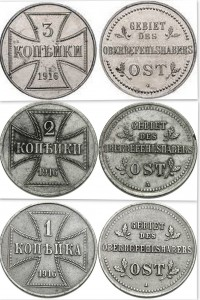 3
КОПѢЙКИ
1916
GEBIET
DES
OBERBEFEHLSHABERS
OST
A
2
КОПѢЙКИ
1916
GEBIET
DES
OBERBEFEHLSHABERS
OST
A
1
КОПѢЙКА
1916
GEBIET
DES
OBERBEFEHLSHABERS
OST
A